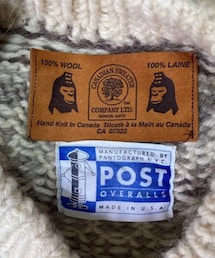 100% WOOL
100% LAINE
CANADIAN SWEATER
COMPANY LTD.
Hand Knit In Canada Tricoté à la Main au Canada
CA 07322
MANUFACTURED BY
PANTOGRAPH, N.Y.C.
POST
OVERALLS
MADE IN U.S.A.